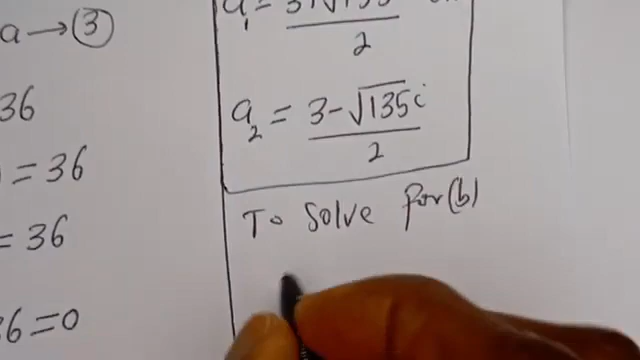 a → ③
36
= 36
= 36
36 = 0
a₂ = 3 - √135 i / 2
To solve for (b)